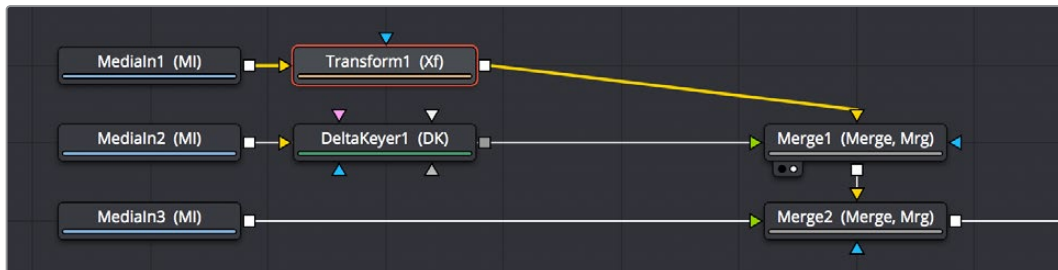 MediaIn1 (MI)
Transform1 (Xf)
MediaIn2 (MI)
DeltaKeyer1 (DK)
Merge1 (Merge, Mrg)
MediaIn3 (MI)
Merge2 (Merge, Mrg)